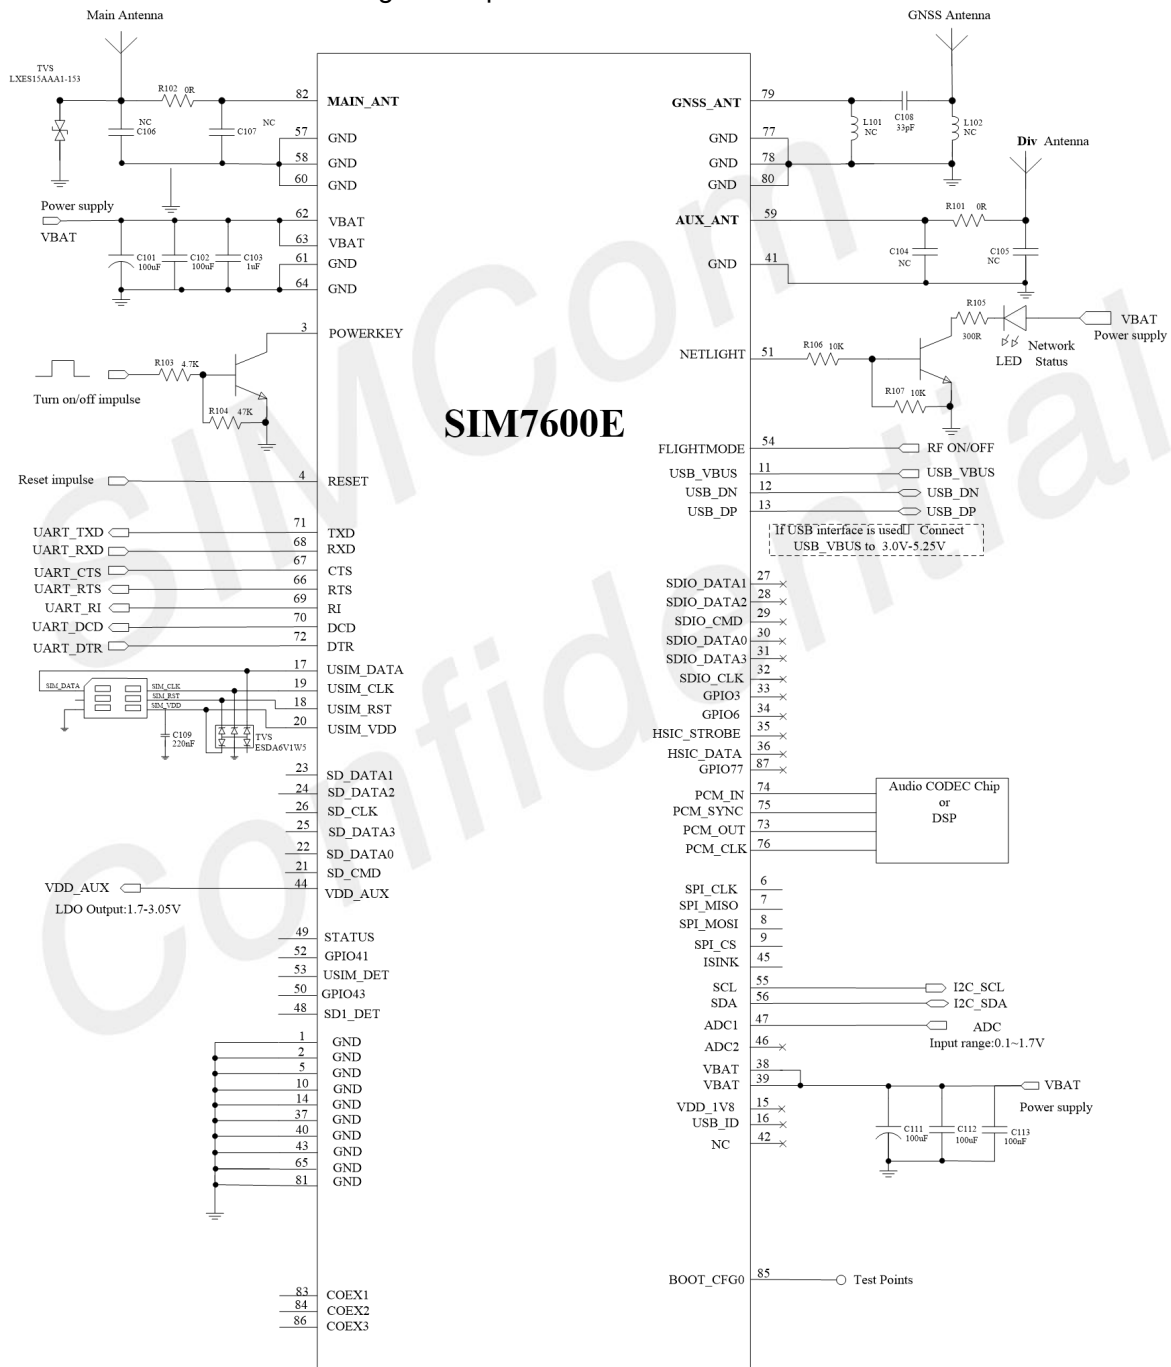 Main Antenna
TVS
LXES15AAA1-153
R102 0R
NC
C106
NC
C107
82 MAIN_ANT
57 GND
58 GND
60 GND
Power supply
VBAT
62 VBAT
63 VBAT
61 GND
64 GND
C101
100uF
C102
100uF
C103
1uF
3 POWERKEY
R103 4.7K
R104 47K
Turn on/off impulse
Reset impulse
4 RESET
UART_TXD 71 TXD
UART_RXD 68 RXD
UART_CTS 67 CTS
UART_RTS 66 RTS
UART_RI 69 RI
UART_DCD 70 DCD
UART_DTR 72 DTR
17 USIM_DATA
19 USIM_CLK
18 USIM_RST
20 USIM_VDD
SIM_DATA
SIM_CLK
SIM_RST
SIM_VDD
C109
220nF
TVS
ESDA6V1W5
23 SD_DATA1
24 SD_DATA2
26 SD_CLK
25 SD_DATA3
22 SD_DATA0
21 SD_CMD
VDD_AUX 44 VDD_AUX
LDO Output:1.7-3.05V
49 STATUS
52 GPIO41
53 USIM_DET
50 GPIO43
48 SD1_DET
1 GND
2 GND
5 GND
10 GND
14 GND
37 GND
40 GND
43 GND
65 GND
81 GND
83 COEX1
84 COEX2
86 COEX3
SIM7600E
SIMCom
Confidential
GNSS Antenna
GNSS_ANT 79
GND 77
GND 78
GND 80
L101
NC
C108
33pF
L102
NC
Div Antenna
AUX_ANT 59
R101 0R
C104
NC
C105
NC
GND 41
NETLIGHT 51
R106 10K
R107 10K
R105
300R
LED
Network
Status
VBAT
Power supply
FLIGHTMODE 54 RF ON/OFF
USB_VBUS 11 USB_VBUS
USB_DN 12 USB_DN
USB_DP 13 USB_DP
If USB interface is used Connect
USB_VBUS to 3.0V-5.25V
SDIO_DATA1 27
SDIO_DATA2 28
SDIO_CMD 29
SDIO_DATA0 30
SDIO_DATA3 31
SDIO_CLK 32
GPIO3 33
GPIO6 34
HSIC_STROBE 35
HSIC_DATA 36
GPIO77 87
PCM_IN 74
PCM_SYNC 75
PCM_OUT 73
PCM_CLK 76
Audio CODEC Chip
or
DSP
SPI_CLK 6
SPI_MISO 7
SPI_MOSI 8
SPI_CS 9
ISINK 45
SCL 55 I2C_SCL
SDA 56 I2C_SDA
ADC1 47 ADC
Input range:0.1~1.7V
ADC2 46
VBAT 38
VBAT 39 VBAT
Power supply
VDD_1V8 15
USB_ID 16
NC 42
C111
100uF
C112
100uF
C113
100nF
BOOT_CFG0 85 Test Points